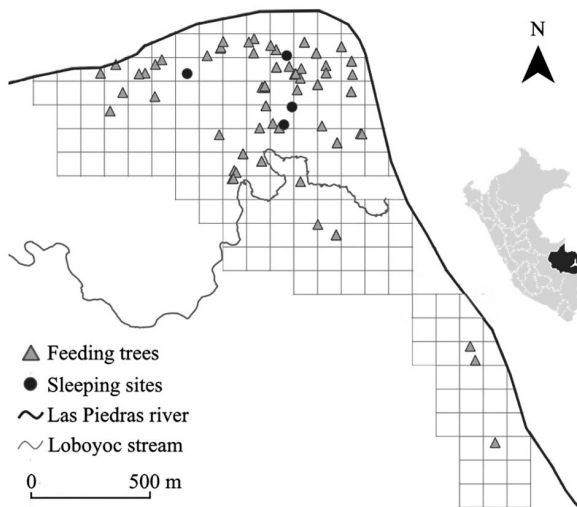 N
Feeding trees
Sleeping sites
Las Piedras river
Loboyoc stream
0 500 m